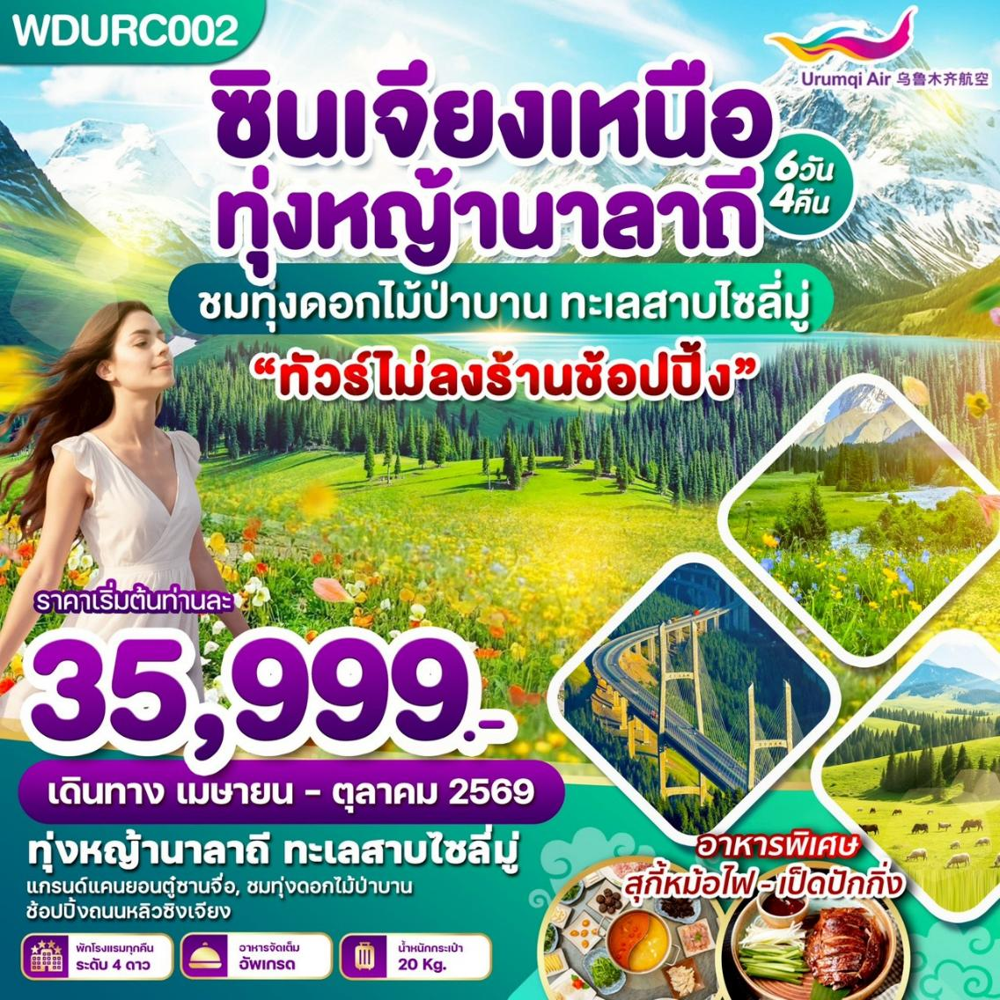 WDURC002
Urumqi Air 乌鲁木齐航空
ซินเจียงเหนือ
ทุ่งหญ้านาลาถี
6วัน
4คืน
ชมทุ่งดอกไม้ป่าบาน ทะเลสาบไซลี่มู่
“ทัวร์ไม่ลงร้านช้อปปิ้ง”
ราคาเริ่มต้นท่านละ
35,999.-
เดินทาง เมษายน - ตุลาคม 2569
ทุ่งหญ้านาลาถี ทะเลสาบไซลี่มู่
แกรนด์แคนยอนตู๋ซานจื่อ, ชมทุ่งดอกไม้ป่าบาน
ช้อปปิ้งถนนหลิวซิงเจียง
พักโรงแรมทุกคืน
ระดับ 4 ดาว
อาหารจัดเต็ม
อัพเกรด
น้ำหนักกระเป๋า
20 Kg.
อาหารพิเศษ
สุกี้หม้อไฟ - เป็ดปักกิ่ง